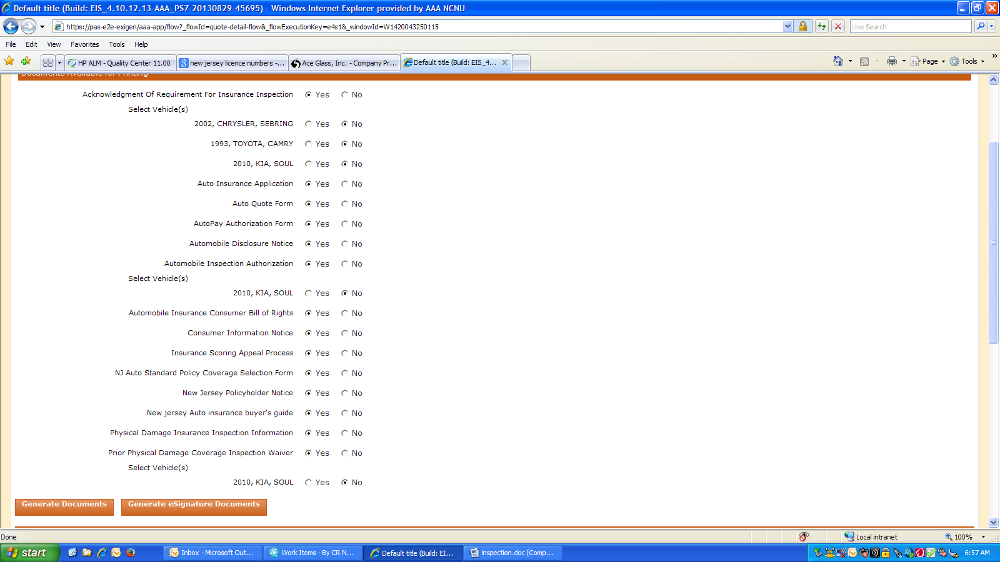 Default title (Build: EIS_4.10.12.13-AAA_PS7-20130829-45695) - Windows Internet Explorer provided by AAA NCNU
https://pas-e2e-exigen/aaa-app/flow?_flowId=quote-detail-flow&_flowExecutionKey=e4s1&_windowId=W1420043250115
Live Search
File Edit View Favorites Tools Help
HP ALM - Quality Center 11.00
new jersey licence numbers -...
Ace Glass, Inc. - Company Pr...
Default title (Build: EIS_4...
Page Tools
Documents Available for Printing
Acknowledgment Of Requirement For Insurance Inspection Yes No
Select Vehicle(s)
2002, CHRYSLER, SEBRING Yes No
1993, TOYOTA, CAMRY Yes No
2010, KIA, SOUL Yes No
Auto Insurance Application Yes No
Auto Quote Form Yes No
AutoPay Authorization Form Yes No
Automobile Disclosure Notice Yes No
Automobile Inspection Authorization Yes No
Select Vehicle(s)
2010, KIA, SOUL Yes No
Automobile Insurance Consumer Bill of Rights Yes No
Consumer Information Notice Yes No
Insurance Scoring Appeal Process Yes No
NJ Auto Standard Policy Coverage Selection Form Yes No
New Jersey Policyholder Notice Yes No
New jersey Auto insurance buyer's guide Yes No
Physical Damage Insurance Inspection Information Yes No
Prior Physical Damage Coverage Inspection Waiver Yes No
Select Vehicle(s)
2010, KIA, SOUL Yes No
Generate Documents Generate eSignature Documents
Done Local intranet 100%
start
Inbox - Microsoft Out...
Work Items - By CR N...
Default title (Build: EI...
inspection.doc [Comp...
6:57 AM